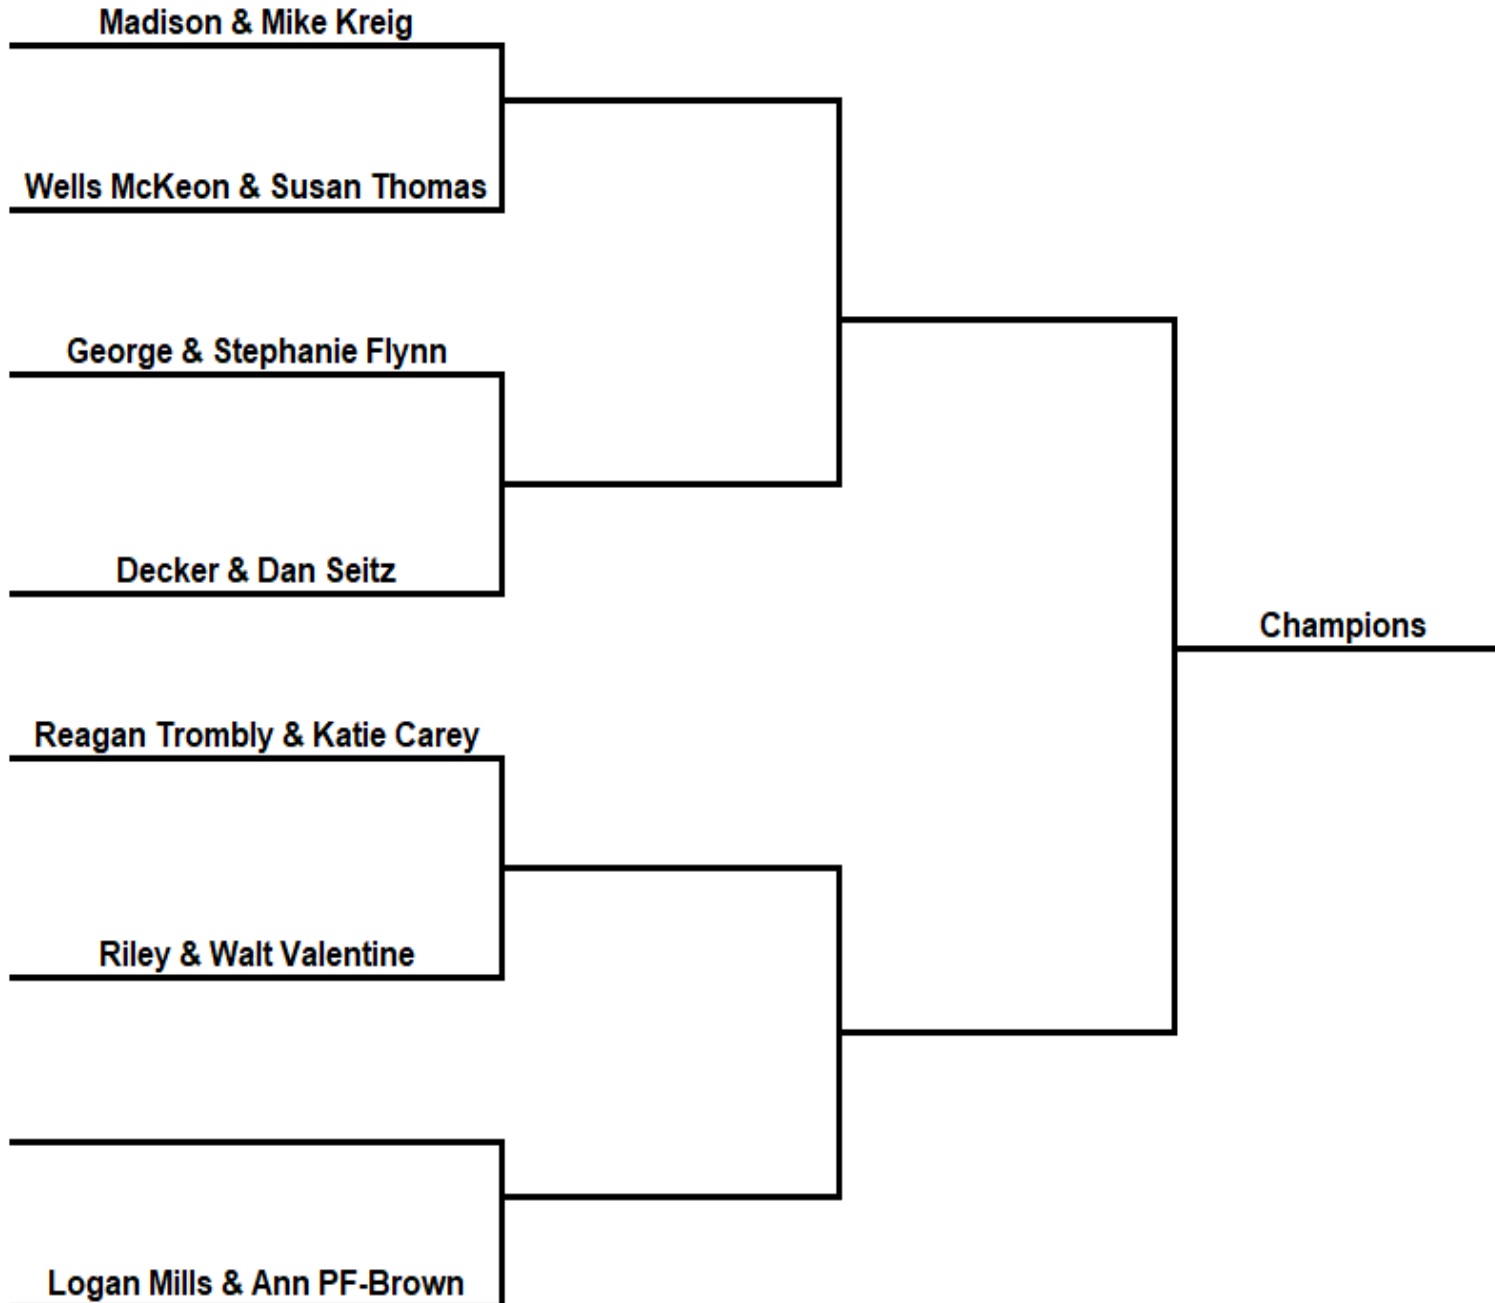 Madison & Mike Kreig
Wells McKeon & Susan Thomas
George & Stephanie Flynn
Decker & Dan Seitz
Champions
Reagan Trombly & Katie Carey
Riley & Walt Valentine
Logan Mills & Ann PF-Brown